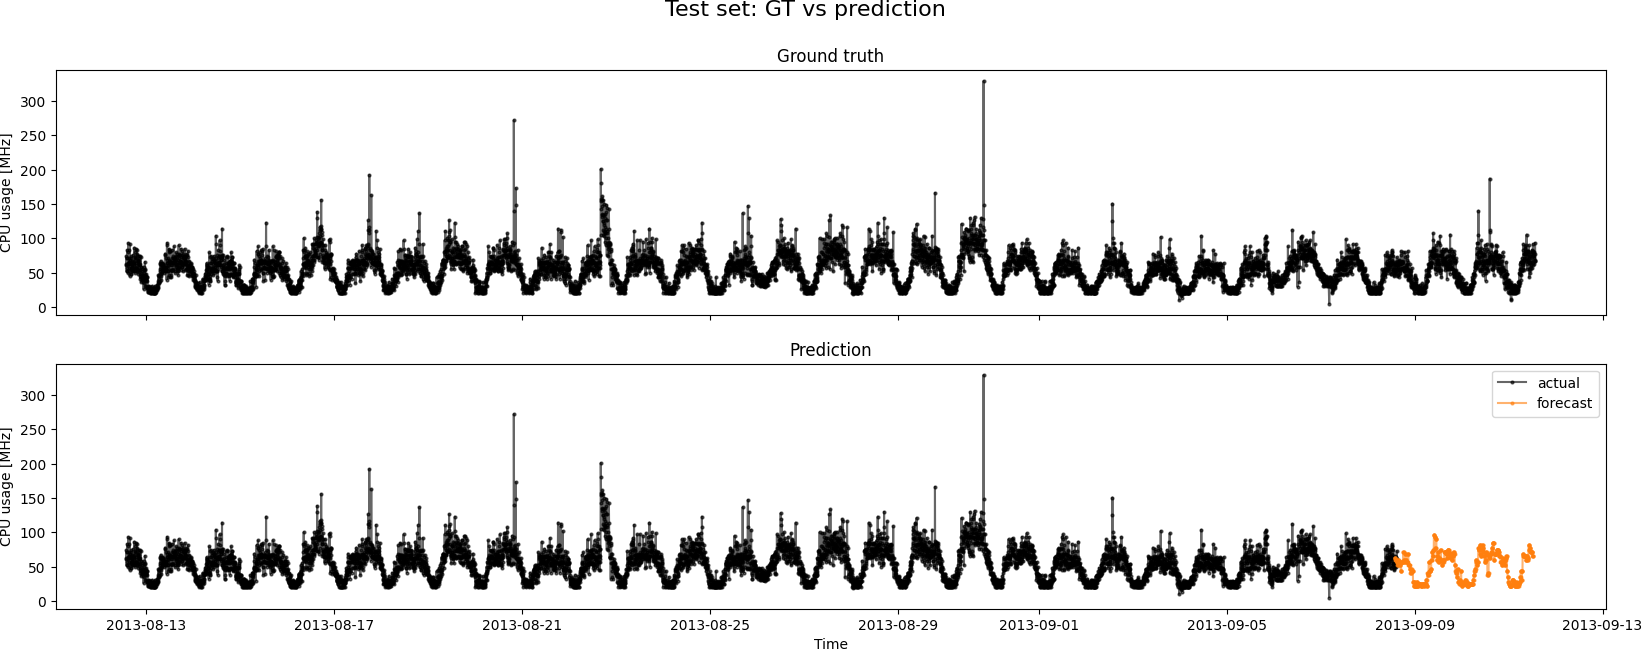 Test set: GT vs prediction
Ground truth
CPU usage [MHz]
300
250
200
150
100
50
0
Prediction
CPU usage [MHz]
300
250
200
150
100
50
0
actual
forecast
2013-08-13 2013-08-17 2013-08-21 2013-08-25 2013-08-29 2013-09-01 2013-09-05 2013-09-09 2013-09-13
Time